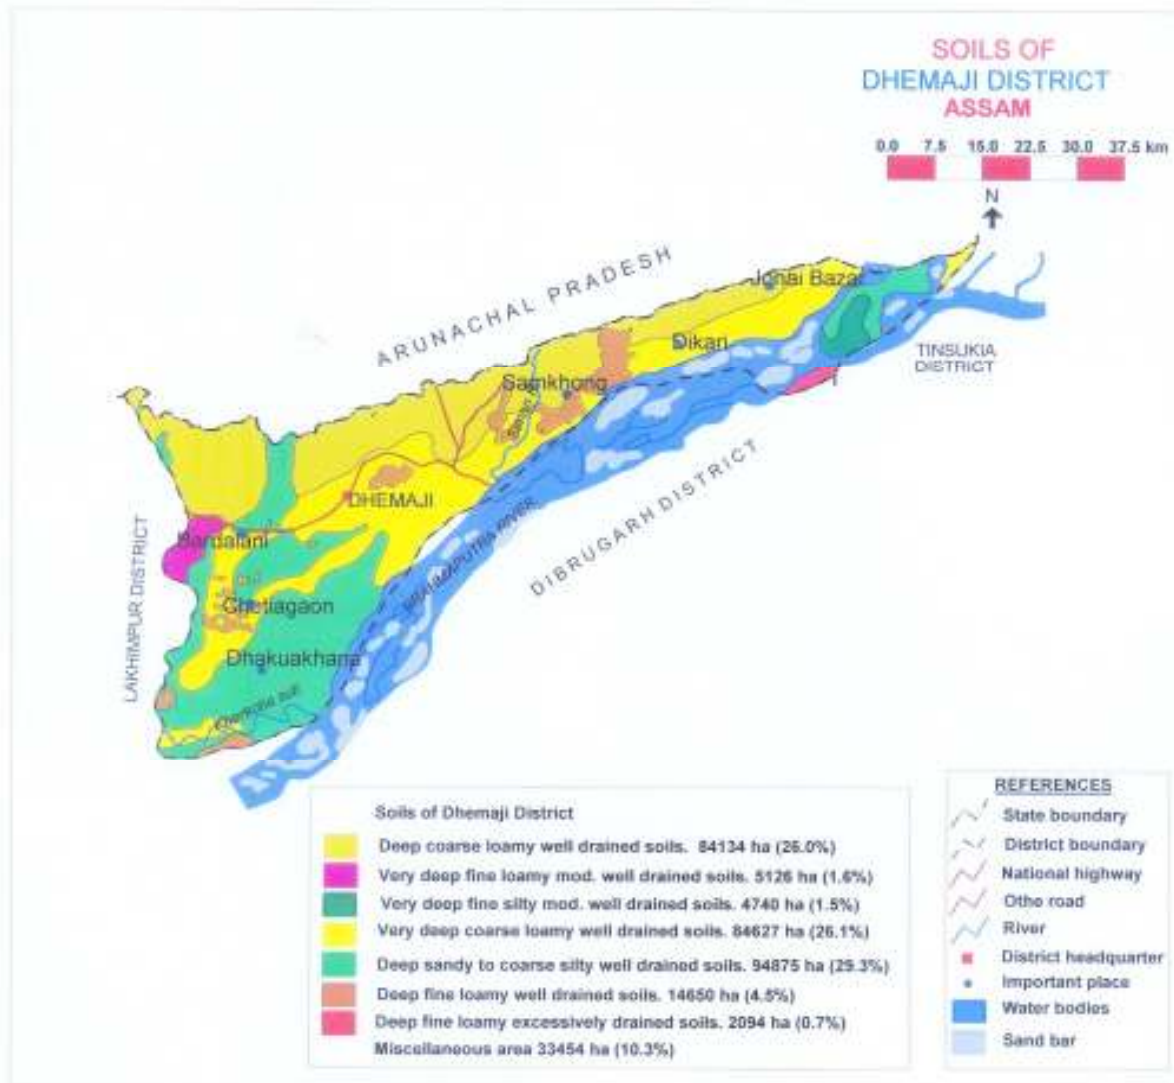 SOILS OF
DHEMAJI DISTRICT
ASSAM
0.0 7.5 15.0 22.5 30.0 37.5 km
N
ARUNACHAL PRADESH
Jonai Bazar
Dikari
TINSUKIA
DISTRICT
Samkhong
DHEMAJI
DIBRUGARH DISTRICT
BRAHMAPUTRA RIVER
LAKHIMPUR DISTRICT
Bardalani
Chetiagaon
Dhakuakhana
Soils of Dhemaji District
Deep coarse loamy well drained soils. 84134 ha (26.0%)
Very deep fine loamy mod. well drained soils. 5126 ha (1.6%)
Very deep fine silty mod. well drained soils. 4740 ha (1.5%)
Very deep coarse loamy well drained soils. 84627 ha (26.1%)
Deep sandy to coarse silty well drained soils. 94875 ha (29.3%)
Deep fine loamy well drained soils. 14650 ha (4.5%)
Deep fine loamy excessively drained soils. 2094 ha (0.7%)
Miscellaneous area 33454 ha (10.3%)
REFERENCES
State boundary
District boundary
National highway
Othe road
River
District headquarter
Important place
Water bodies
Sand bar